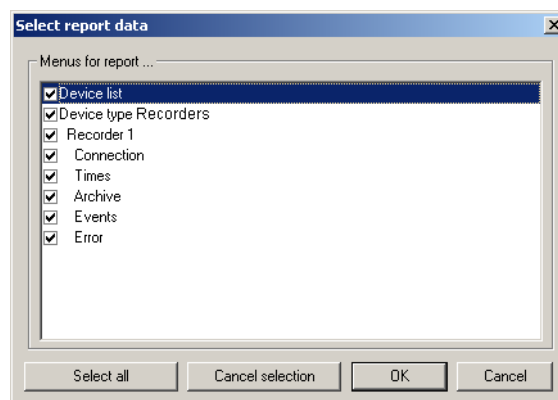 Select report data
Menus for report ...
Device list
Device type Recorders
Recorder 1
Connection
Times
Archive
Events
Error
Select all Cancel selection OK Cancel